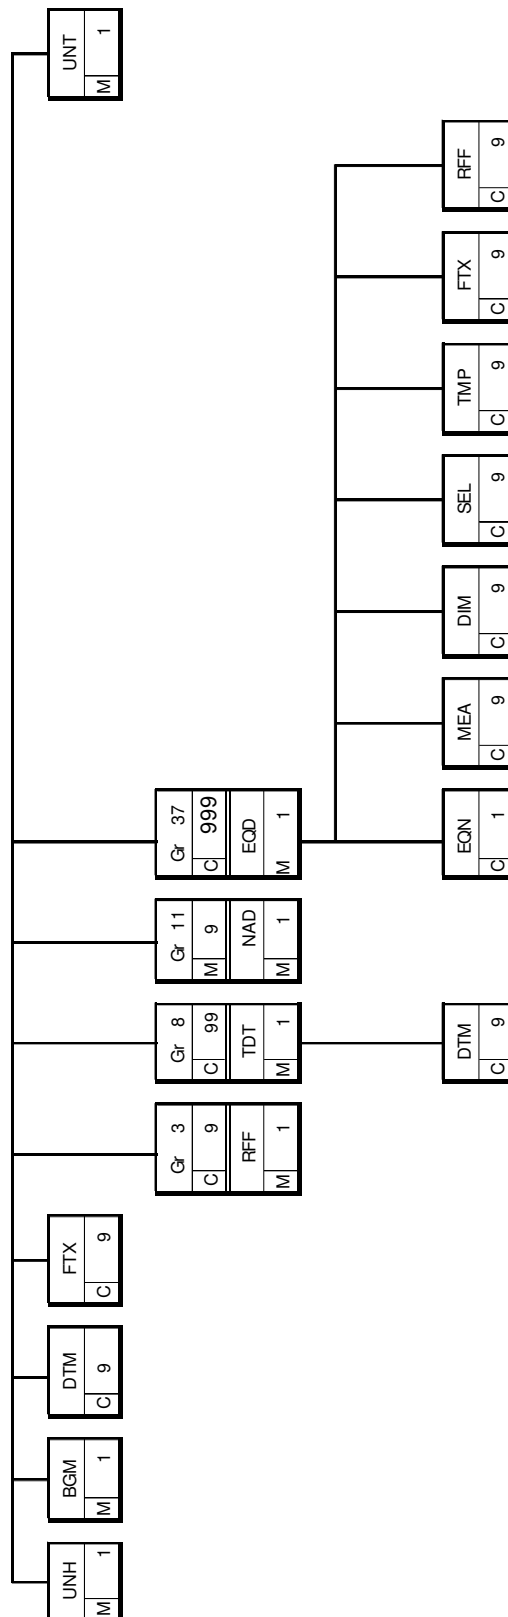 UNH
M 1
BGM
M 1
DTM
C 9
FTX
C 9
UNT
M 1
Gr 3
C 9
RFF
M 1
Gr 8
C 99
TDT
M 1
Gr 11
M 9
NAD
M 1
Gr 37
C 999
EQD
M 1
DTM
C 9
EQN
C 1
MEA
C 9
DIM
C 9
SEL
C 9
TMP
C 9
FTX
C 9
RFF
C 9